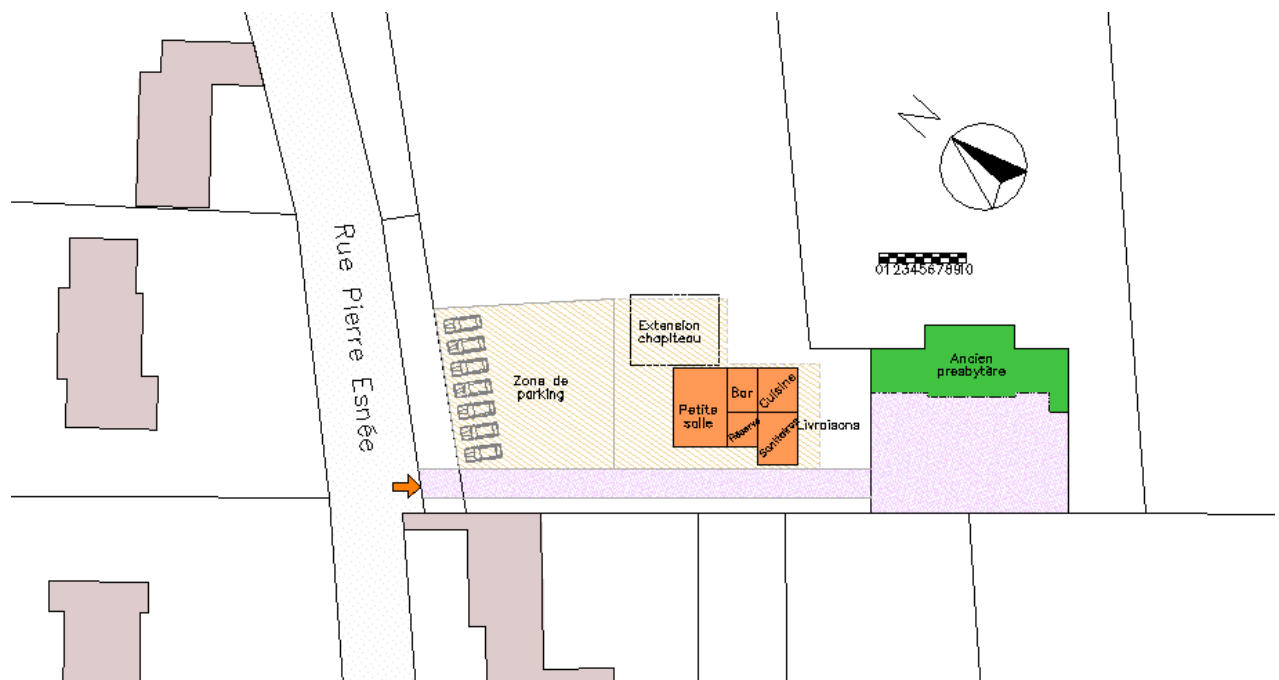 N
012345678910
Rue Pierre Esnée
Extension
chapiteau
Zone de
parking
Petite
salle
Bar
Cuisine
Réserve
Sanitaires
Livraisons
Ancien
presbytère